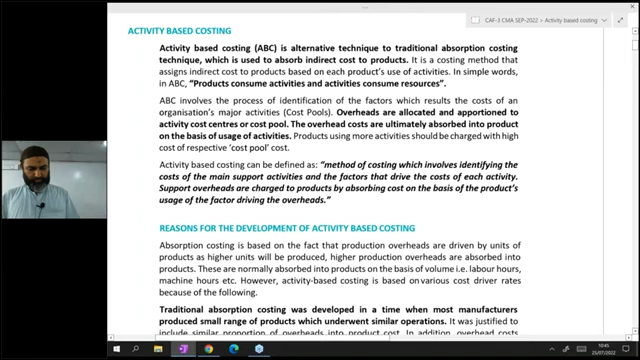 CAF-3 CMA SEP-2022 > Activity based costing
ACTIVITY BASED COSTING
Activity based costing (ABC) is alternative technique to traditional absorption costing
technique, which is used to absorb indirect cost to products. It is a costing method that
assigns indirect cost to products based on each product's use of activities. In simple words,
in ABC, "Products consume activities and activities consume resources".
ABC involves the process of identification of the factors which results the costs of an
organisation's major activities (Cost Pools). Overheads are allocated and apportioned to
activity cost centres or cost pool. The overhead costs are ultimately absorbed into product
on the basis of usage of activities. Products using more activities should be charged with high
cost of respective 'cost pool' cost.
Activity based costing can be defined as: "method of costing which involves identifying the
costs of the main support activities and the factors that drive the costs of each activity.
Support overheads are charged to products by absorbing cost on the basis of the product's
usage of the factor driving the overheads."
REASONS FOR THE DEVELOPMENT OF ACTIVITY BASED COSTING
Absorption costing is based on the fact that production overheads are driven by units of
products as higher units will be produced, higher production overheads are absorbed into
products. These are normally absorbed into products on the basis of volume i.e. labour hours,
machine hours etc. However, activity-based costing is based on various cost driver rates
because of the following.
Traditional absorption costing was developed in a time when most manufacturers
produced small range of products which underwent similar operations. It was justified to
include similar proportion of overheads into product cost. In addition overhead costs
10:45
25/07/2022